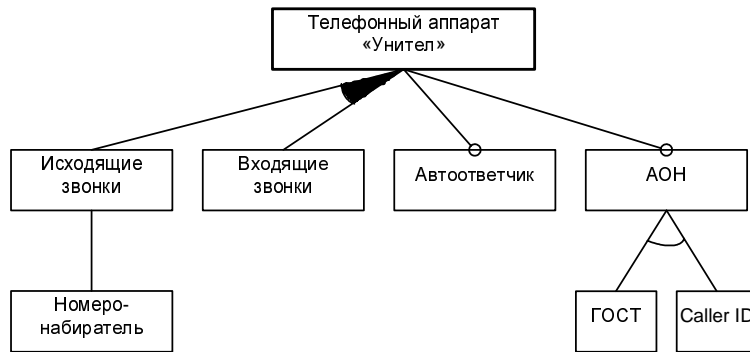 Телефонный аппарат
«Унител»
Исходящие
звонки
Входящие
звонки
Автоответчик
АОН
Номеро-
набиратель
ГОСТ
Caller ID